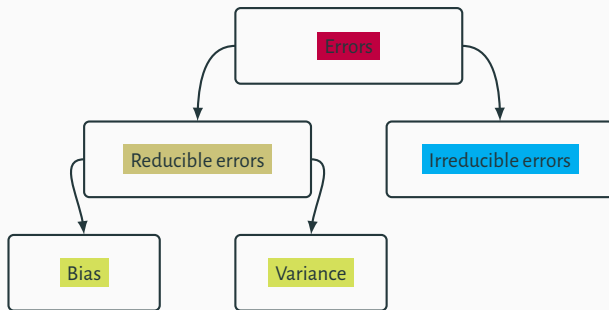 Errors
Reducible errors
Irreducible errors
Bias
Variance